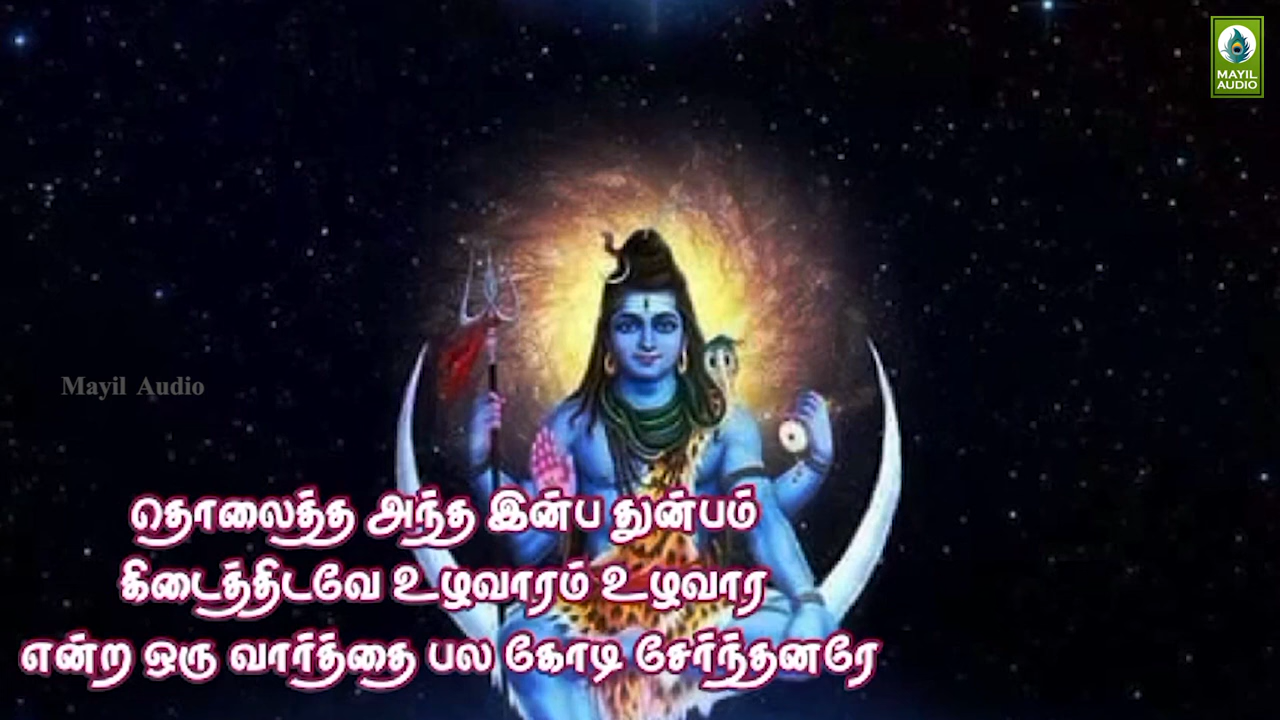 MAYIL
AUDIO
Mayil Audio
தொலைத்த அந்த இன்ப துன்பம்
கிடைத்திடவே உழவாரம் உழவார
என்ற ஒரு வார்த்தை பல கோடி சேர்ந்தனரே